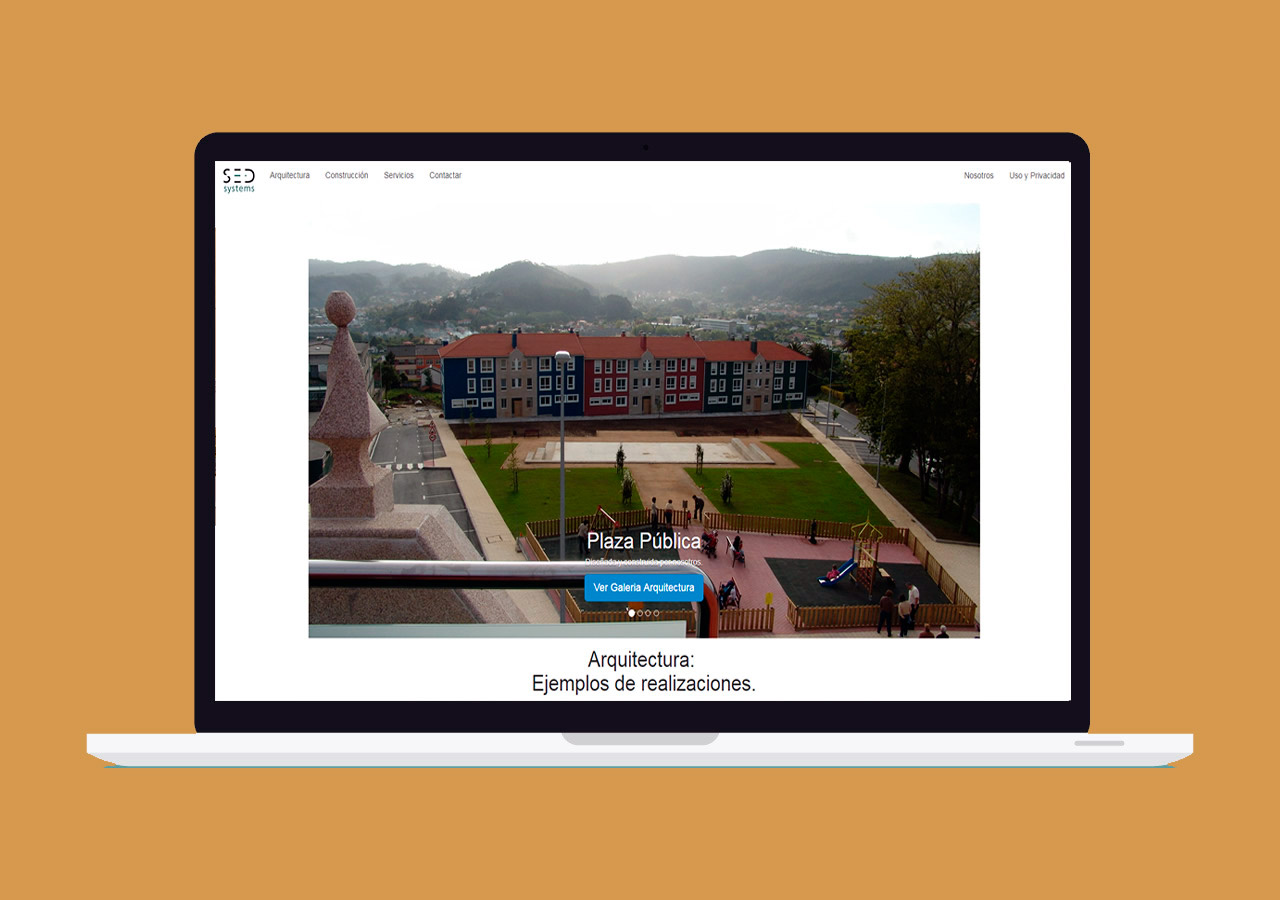 SED
systems
Arquitectura
Construcción
Servicios
Contactar
Nosotros
Uso y Privacidad
Plaza Pública
Diseñada y construida por nosotros.
Ver Galeria Arquitectura
Arquitectura:
Ejemplos de realizaciones.